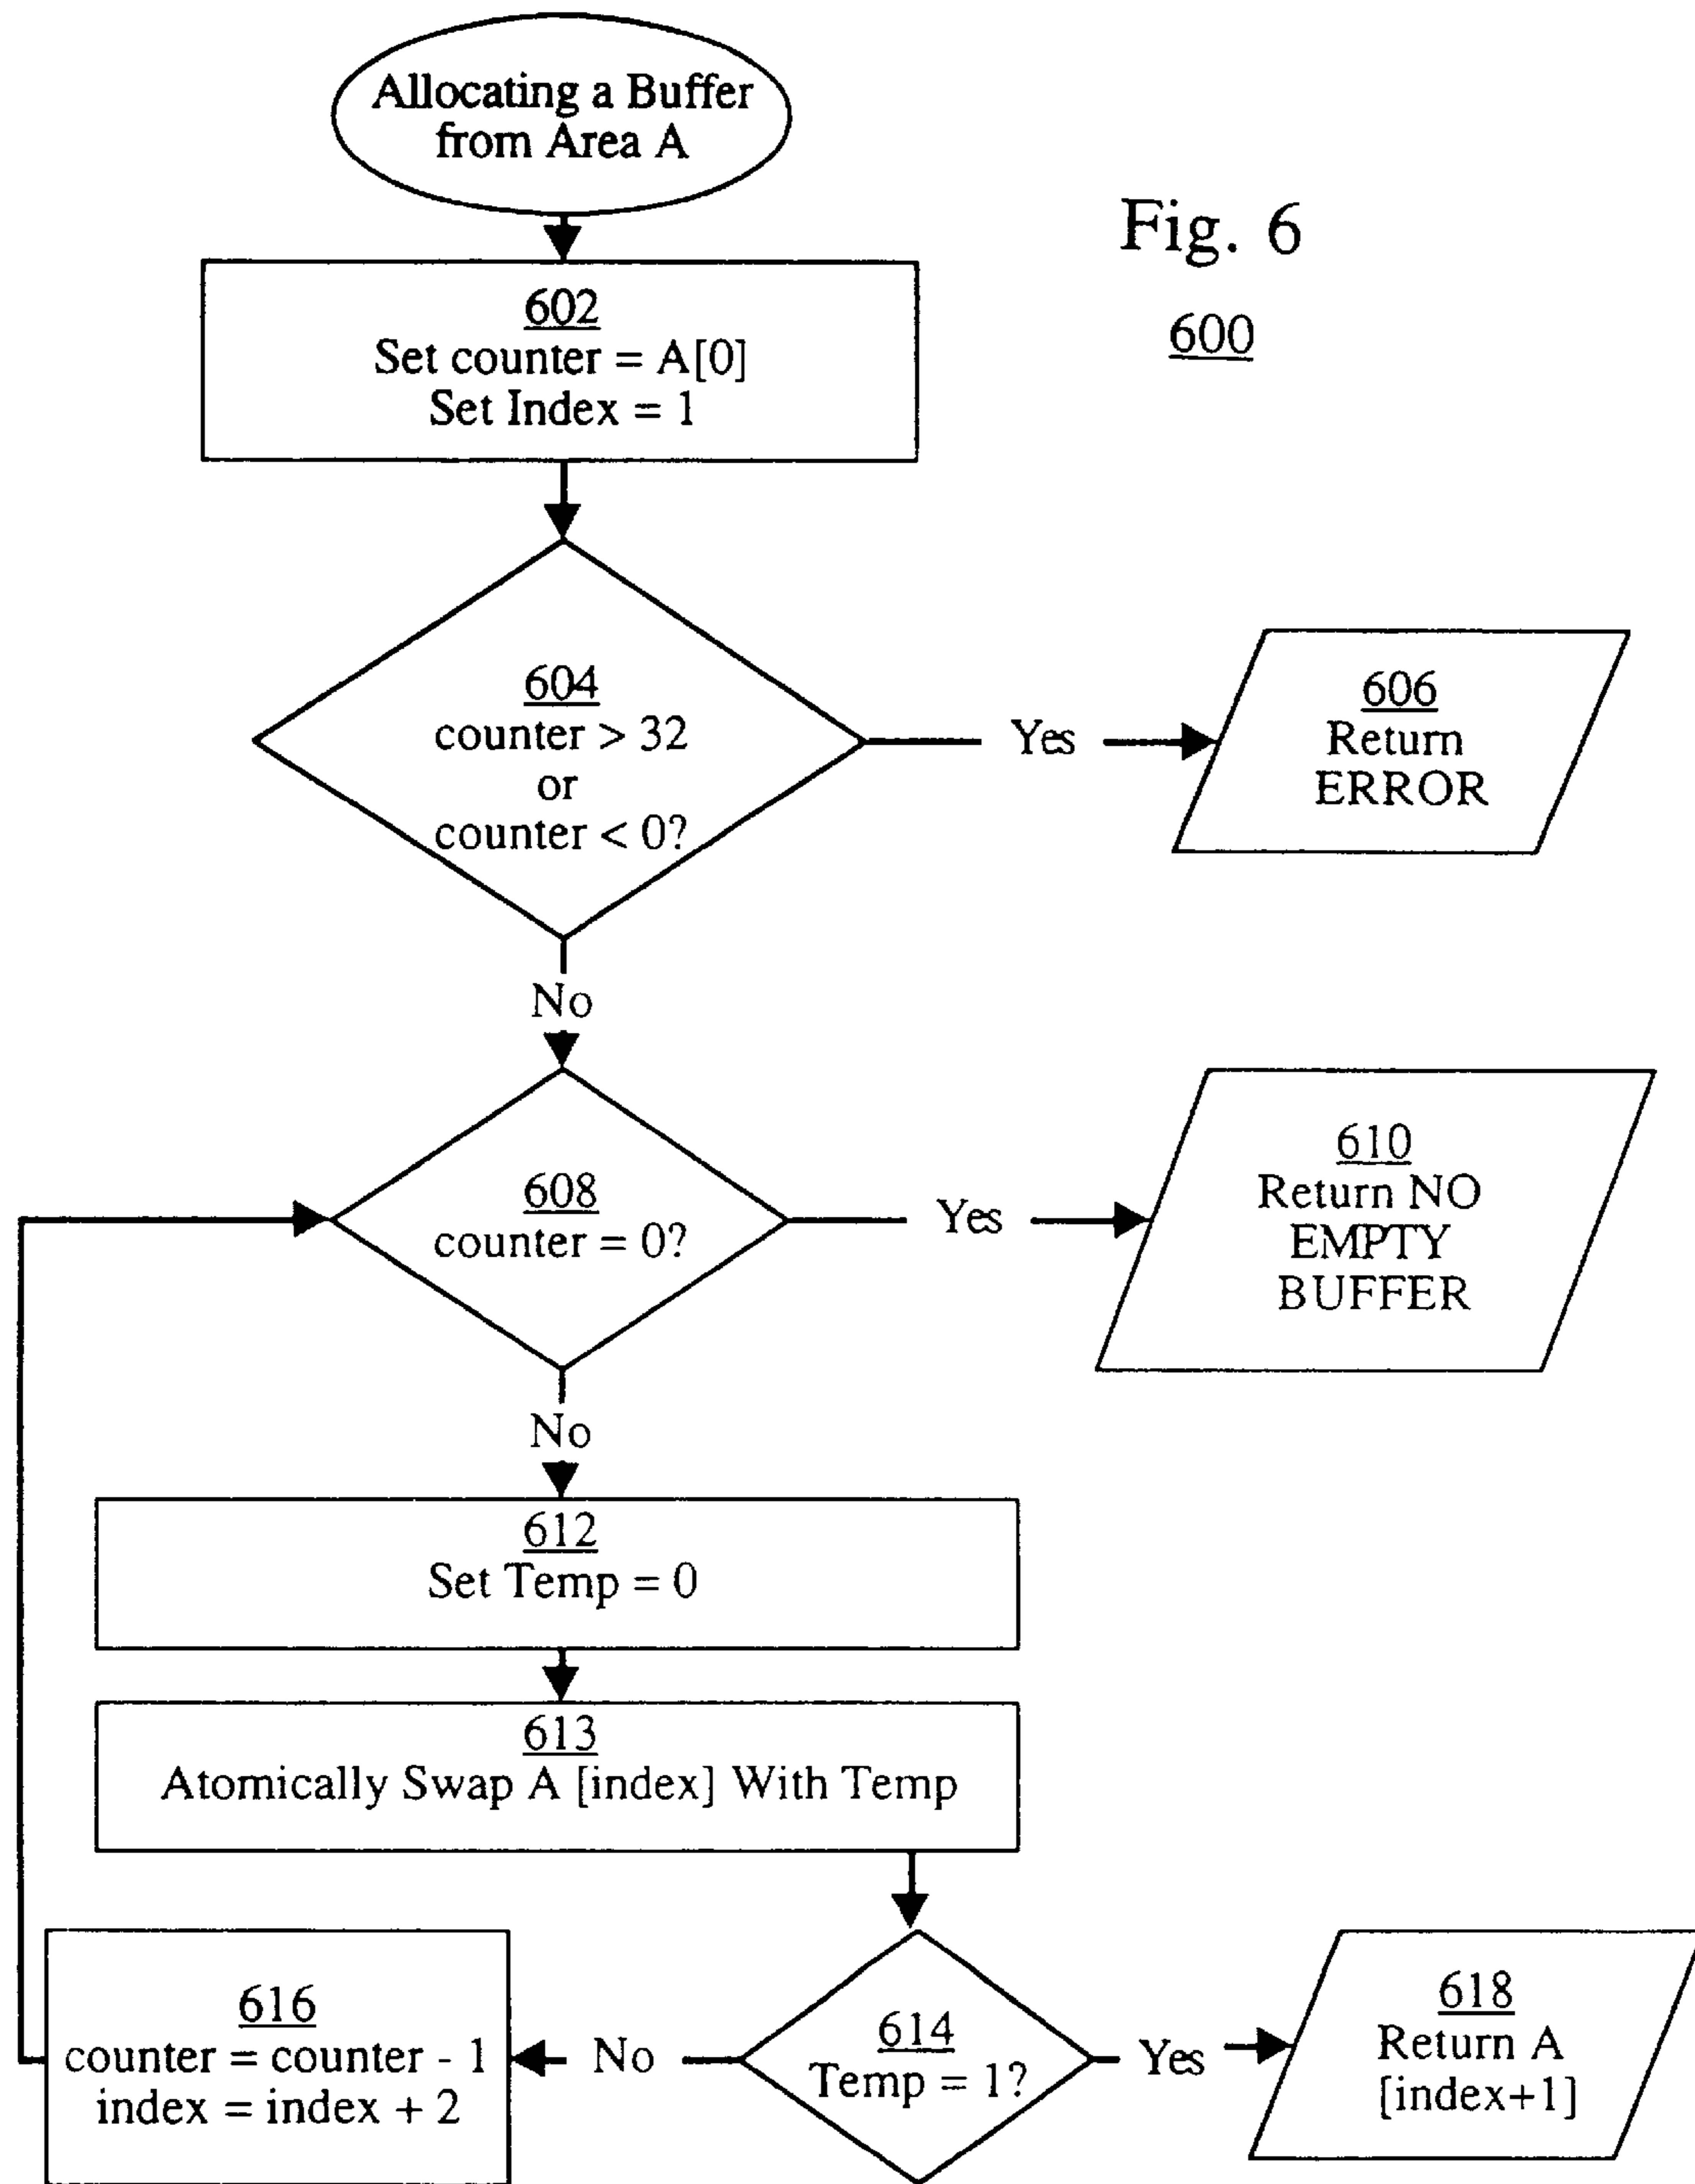 Allocating a Buffer
from Area A
Fig. 6
600
602
Set counter = A[0]
Set Index = 1
604
counter > 32
or
counter < 0?
Yes
606
Return
ERROR
No
608
counter = 0?
Yes
610
Return NO
EMPTY
BUFFER
No
612
Set Temp = 0
613
Atomically Swap A [index] With Temp
614
Temp = 1?
Yes
618
Return A
[index+1]
No
616
counter = counter - 1
index = index + 2